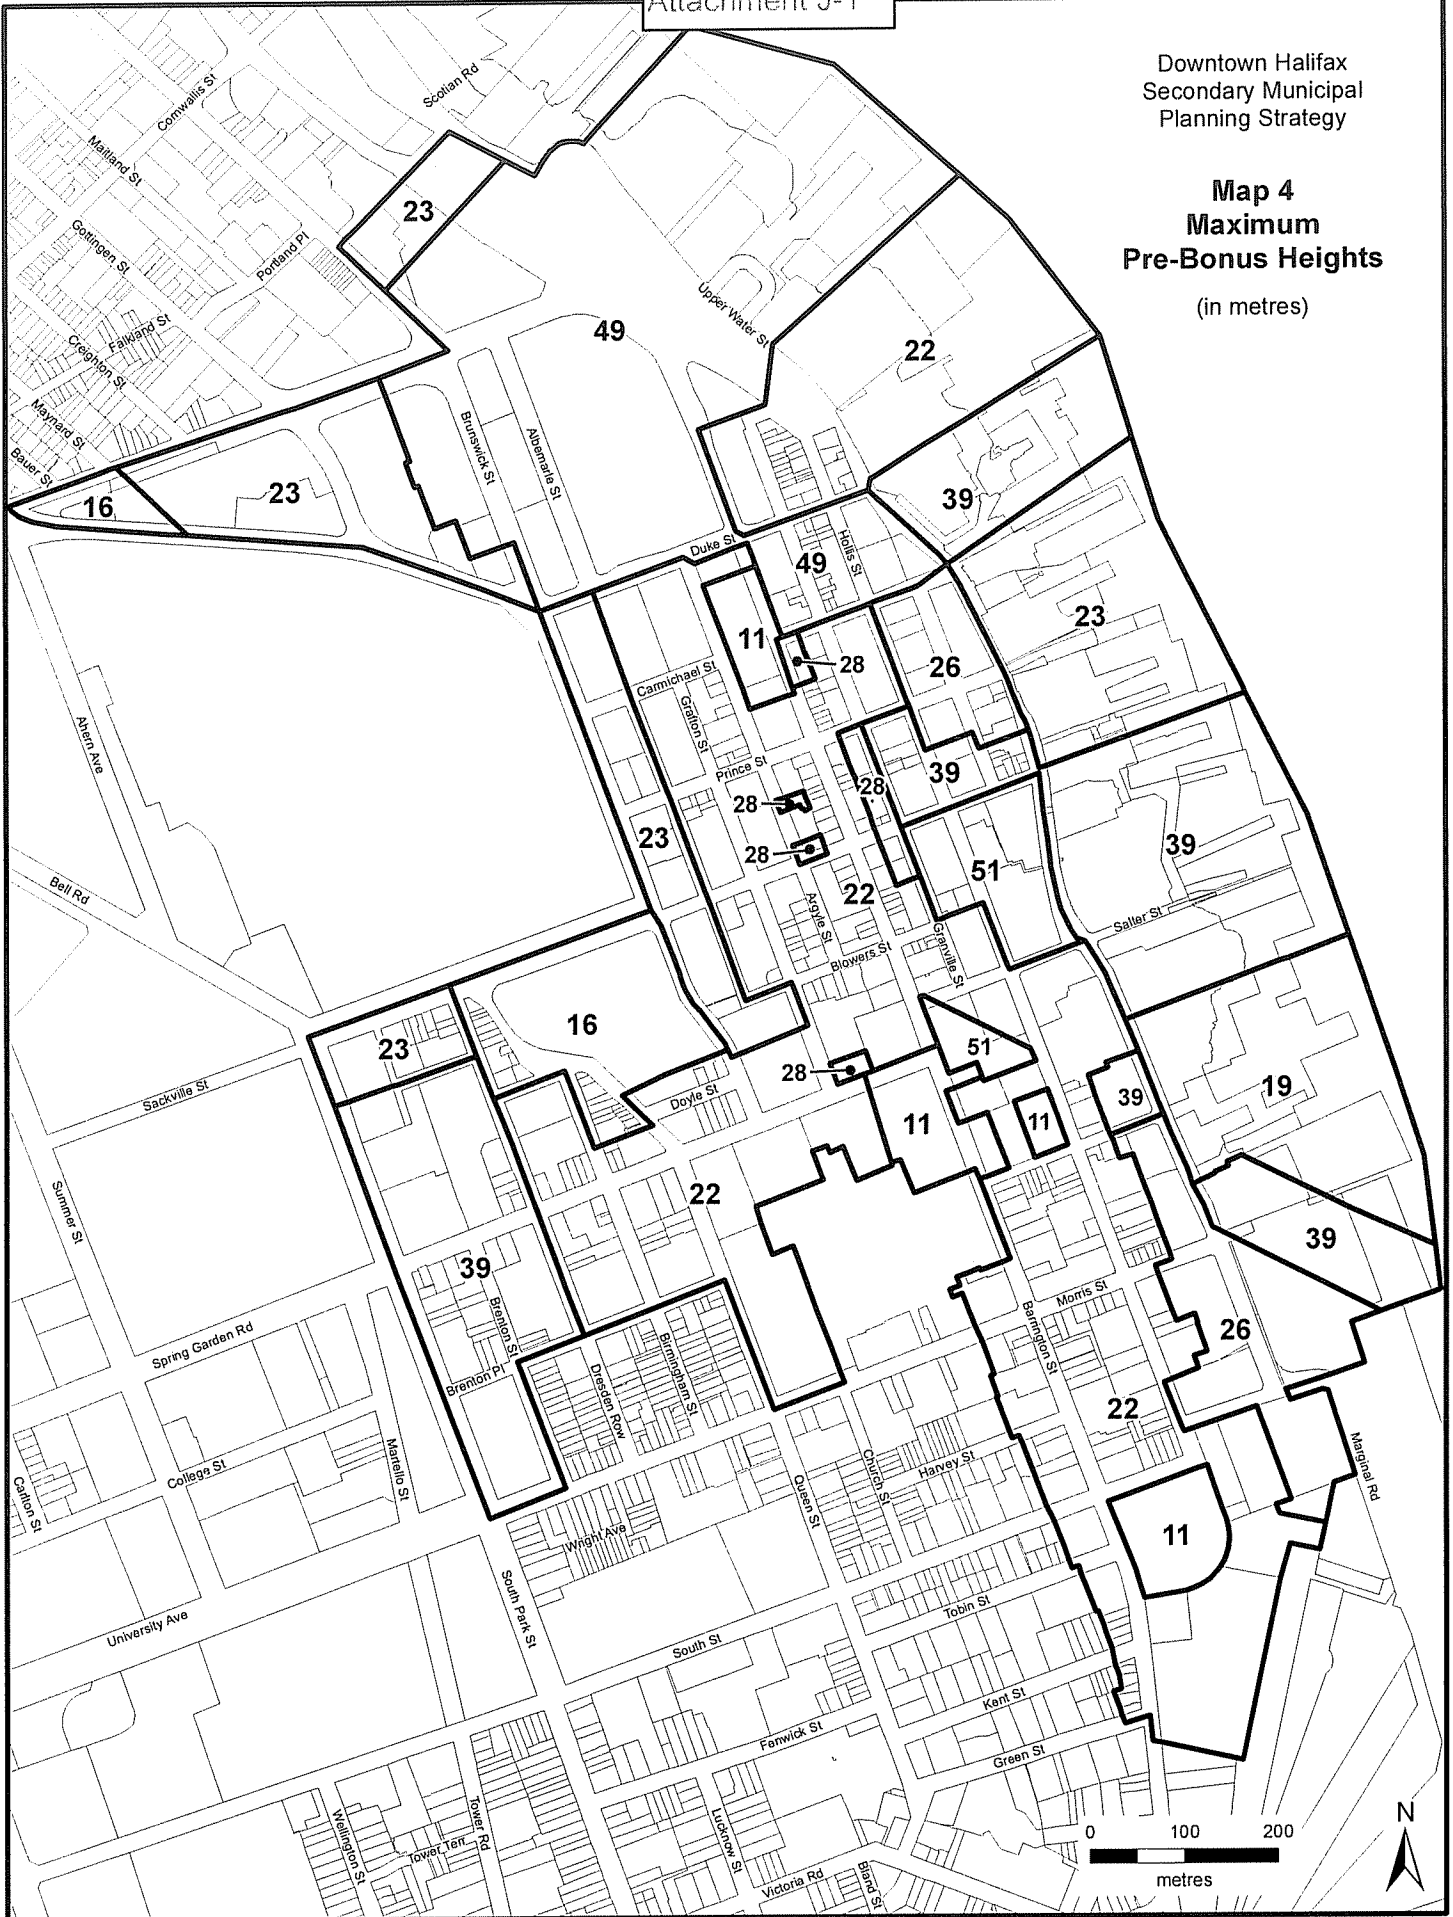 Attachment J-1
Downtown Halifax
Secondary Municipal
Planning Strategy
Map 4
Maximum
Pre-Bonus Heights
(in metres)
Scotian Rd
Cornwallis St
Maitland St
23
Gottingen St
Portland Pl
Upper Water St
49
Falkland St
22
Creighton St
Maynard St
Brunswick St
Albemarle St
Bauer St
16
23
39
Duke St
Hollis St
49
23
11
28
26
Carmichael St
Grafton St
Ahern Ave
Prince St
39
28
28
23
28
39
51
Bell Rd
22
Argyle St
Salter St
Granville St
Blowers St
16
23
51
28
Sackville St
Doyle St
39
19
11
11
22
Summer St
39
39
Morris St
Brenton St
Barrington St
26
Spring Garden Rd
Birmingham St
Brenton Pl
Dresden Row
22
Martello St
Marginal Rd
College St
Church St
Harvey St
Carlton St
Queen St
Wright Ave
11
South Park St
Tobin St
University Ave
South St
Kent St
Fenwick St
Green St
Wellington St
Tower Rd
Lucknow St
Tower Terr
Victoria Rd
Bland St
0 100 200
metres
N